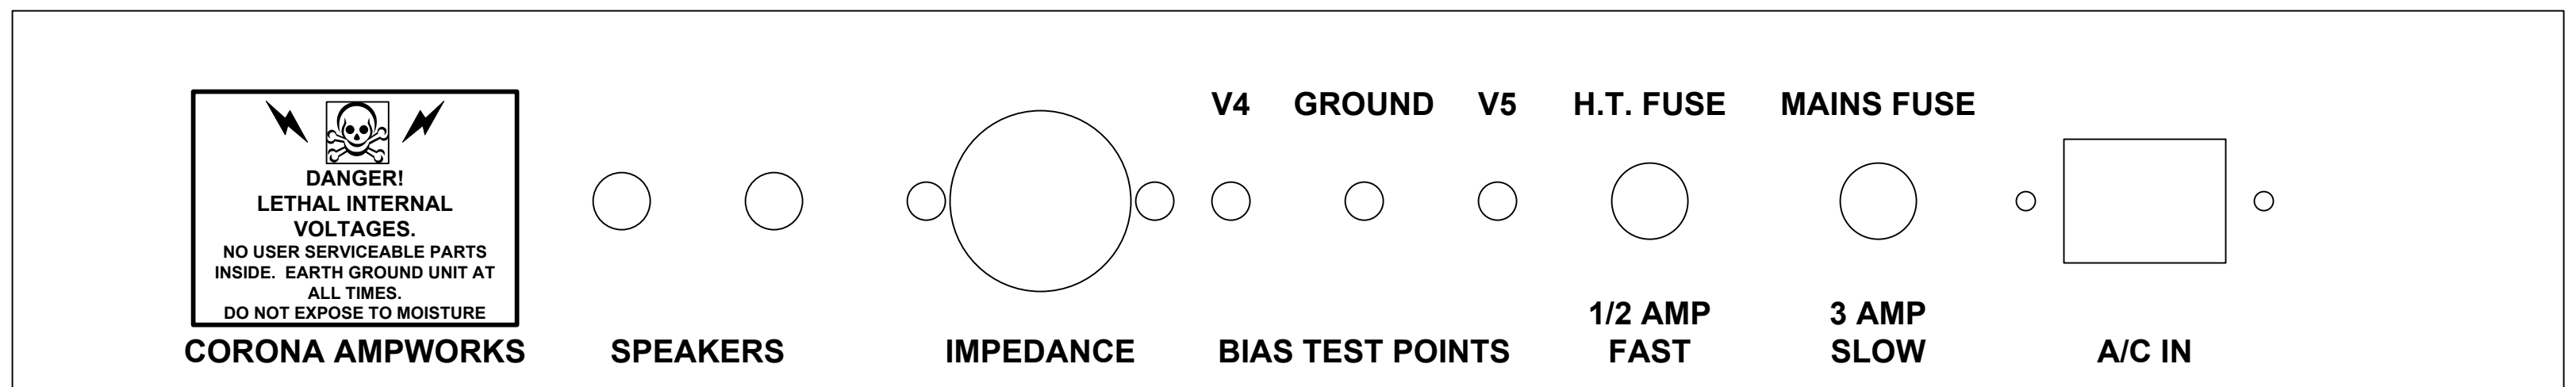 DANGER!
LETHAL INTERNAL
VOLTAGES.
NO USER SERVICEABLE PARTS
INSIDE.  EARTH GROUND UNIT AT
ALL TIMES.
DO NOT EXPOSE TO MOISTURE
CORONA AMPWORKS
SPEAKERS
IMPEDANCE
V4
GROUND
V5
BIAS TEST POINTS
H.T. FUSE
1/2 AMP
FAST
MAINS FUSE
3 AMP
SLOW
A/C IN